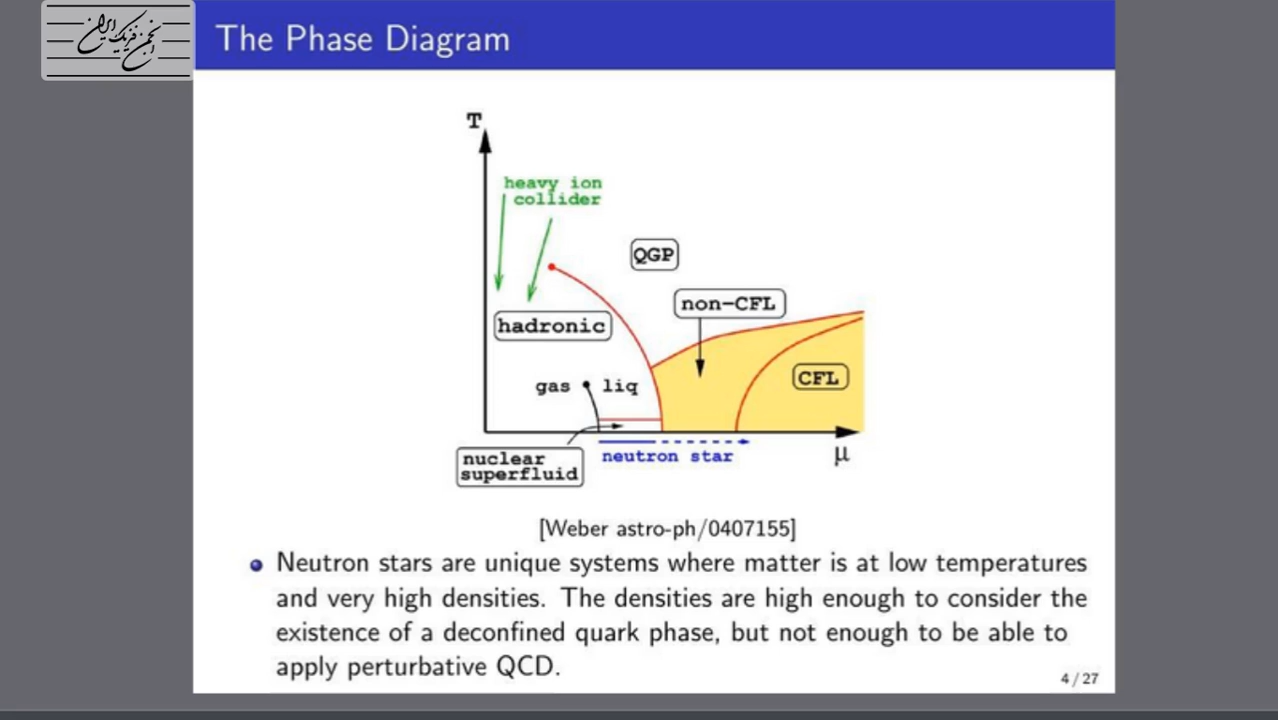 انجمن فیزیک ایران
The Phase Diagram
T
heavy ion
collider
QGP
non-CFL
hadronic
CFL
gas
liq
nuclear
superfluid
neutron star
μ
[Weber astro-ph/0407155]
Neutron stars are unique systems where matter is at low temperatures
and very high densities. The densities are high enough to consider the
existence of a deconfined quark phase, but not enough to be able to
apply perturbative QCD.
4 / 27